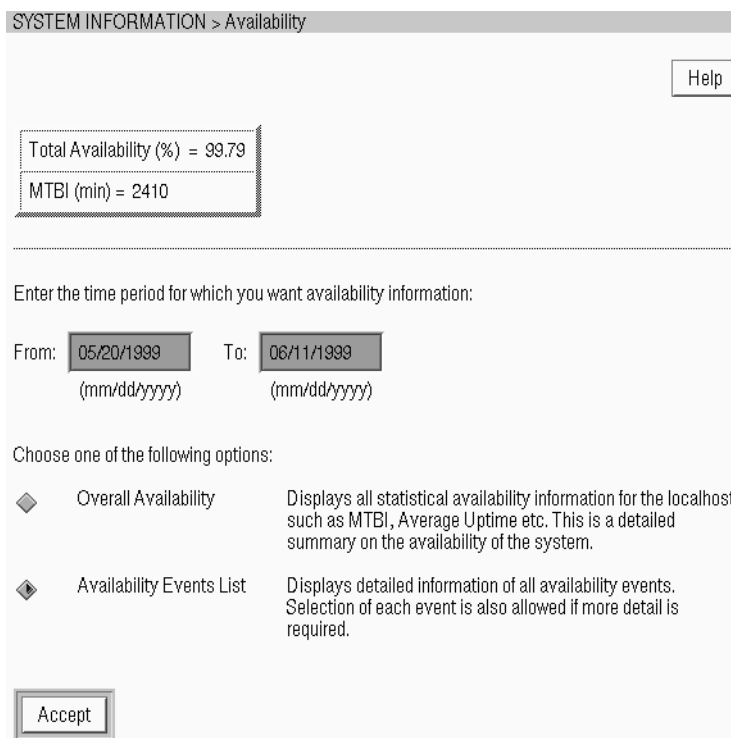 SYSTEM INFORMATION > Availability
Help
Total Availability (%) = 99.79
MTBI (min) = 2410
Enter the time period for which you want availability information:
From: 05/20/1999 To: 06/11/1999
(mm/dd/yyyy) (mm/dd/yyyy)
Choose one of the following options:
Overall Availability Displays all statistical availability information for the localhost
such as MTBI, Average Uptime etc. This is a detailed
summary on the availability of the system.
Availability Events List Displays detailed information of all availability events.
Selection of each event is also allowed if more detail is
required.
Accept